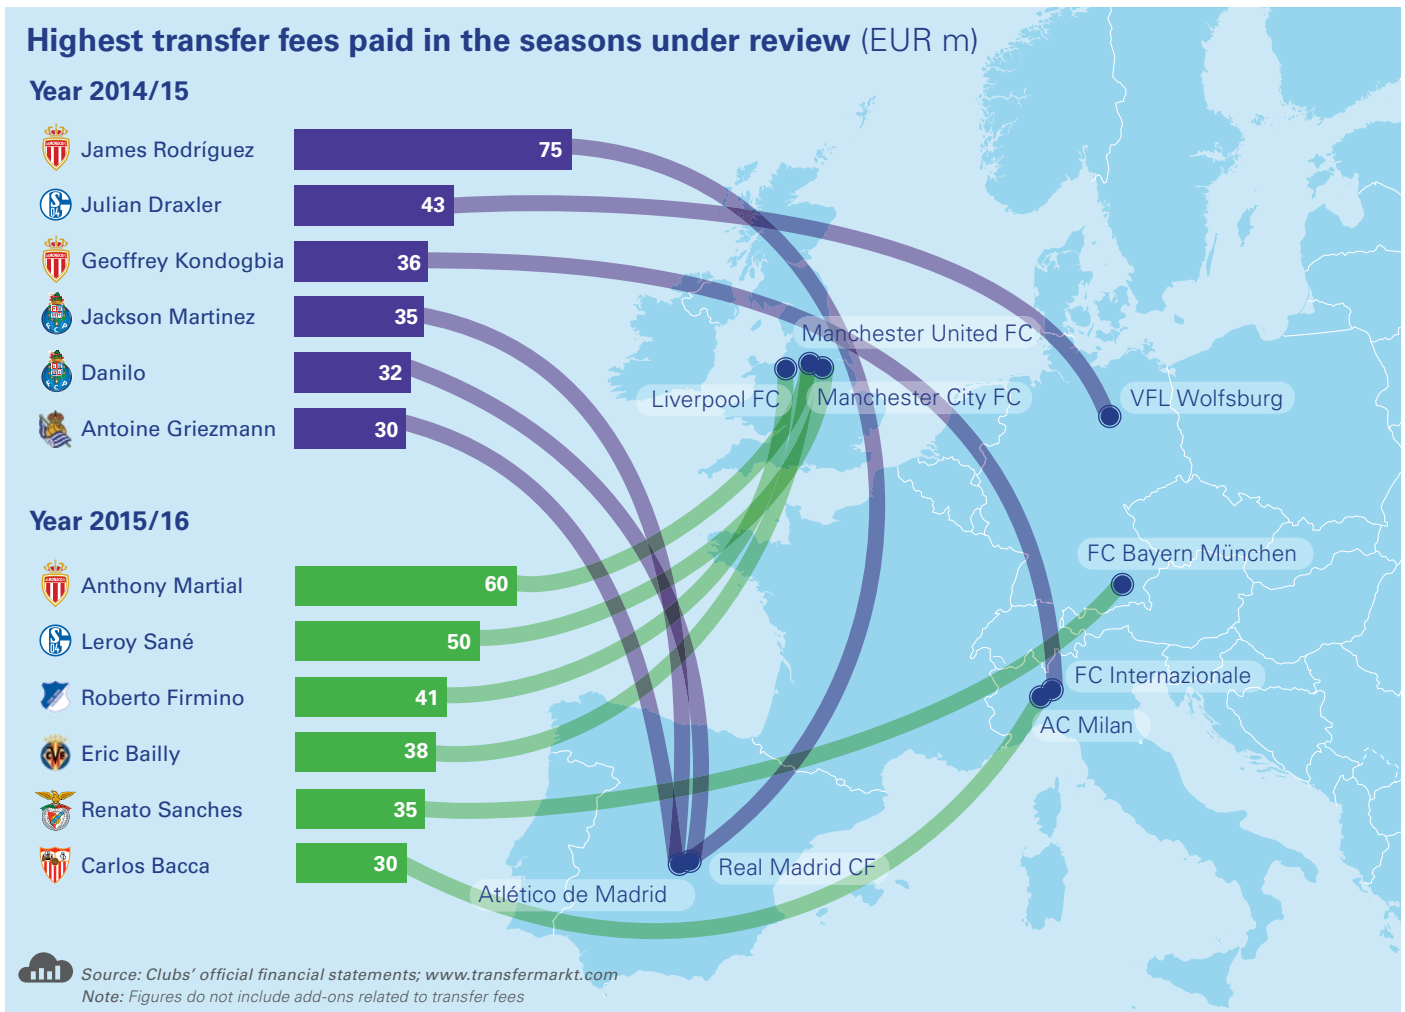 Highest transfer fees paid in the seasons under review (EUR m)
Year 2014/15
James Rodríguez 75
Julian Draxler 43
Geoffrey Kondogbia 36
Jackson Martinez 35
Danilo 32
Antoine Griezmann 30
Manchester United FC
Liverpool FC
Manchester City FC
VFL Wolfsburg
Year 2015/16
FC Bayern München
Anthony Martial 60
Leroy Sané 50
Roberto Firmino 41
Eric Bailly 38
Renato Sanches 35
Carlos Bacca 30
FC Internazionale
AC Milan
Real Madrid CF
Atlético de Madrid
Source: Clubs' official financial statements; www.transfermarkt.com
Note: Figures do not include add-ons related to transfer fees